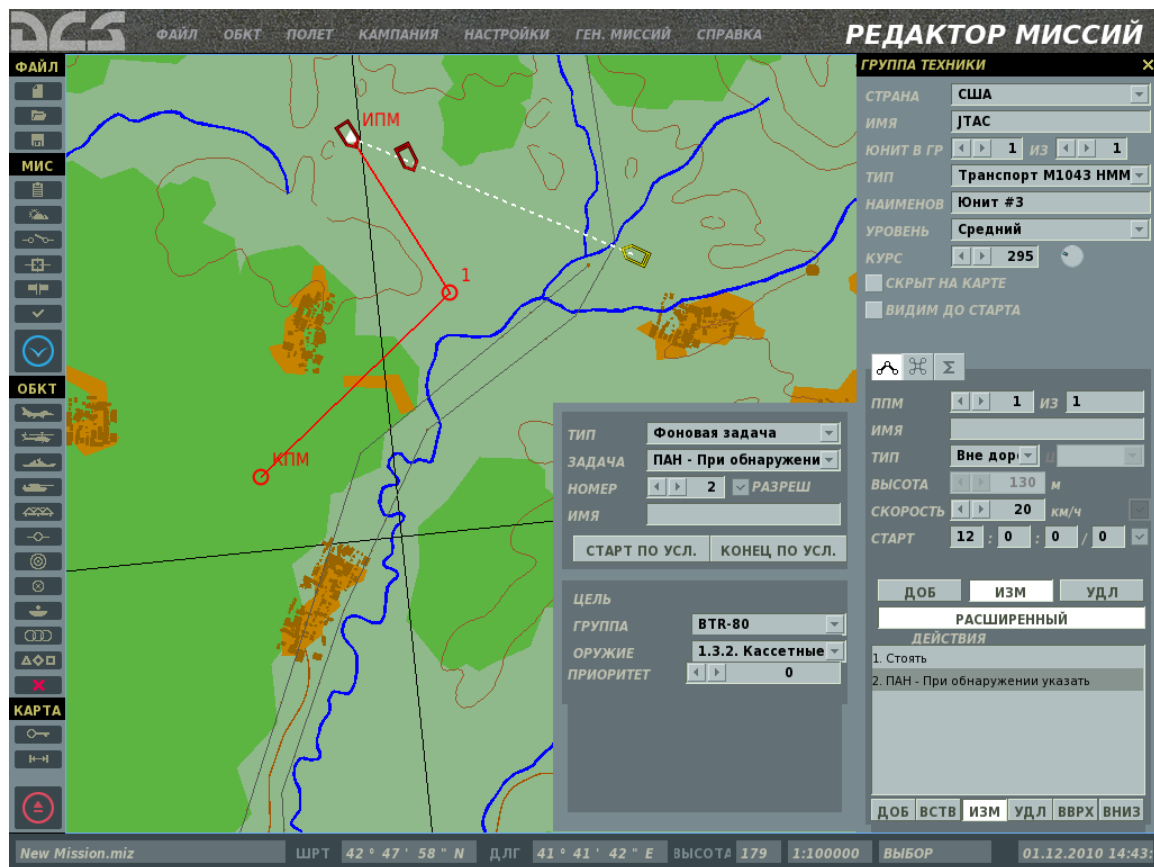 DCS ФАЙЛ ОБКТ ПОЛЕТ КАМПАНИЯ НАСТРОЙКИ ГЕН. МИССИЙ СПРАВКА РЕДАКТОР МИССИЙ
ФАЙЛ
МИС
ОБКТ
КАРТА
ИПМ
1
КПМ
ГРУППА ТЕХНИКИ
СТРАНА США
ИМЯ JTAC
ЮНИТ В ГР 1 ИЗ 1
ТИП Транспорт M1043 HMM
НАИМЕНОВ Юнит #3
УРОВЕНЬ Средний
КУРС 295
СКРЫТ НА КАРТЕ
ВИДИМ ДО СТАРТА
Σ
ППМ 1 ИЗ 1
ИМЯ
ТИП Вне дор
ВЫСОТА 130 м
СКОРОСТЬ 20 км/ч
СТАРТ 12 : 0 : 0 / 0
ДОБ ИЗМ УДЛ
РАСШИРЕННЫЙ
ДЕЙСТВИЯ
1. Стоять
2. ПАН - При обнаружении указать
ДОБ ВСТВ ИЗМ УДЛ ВВРХ ВНИЗ
ТИП Фоновая задача
ЗАДАЧА ПАН - При обнаружени
НОМЕР 2 РАЗРЕШ
ИМЯ
СТАРТ ПО УСЛ. КОНЕЦ ПО УСЛ.
ЦЕЛЬ
ГРУППА BTR-80
ОРУЖИЕ 1.3.2. Кассетные
ПРИОРИТЕТ 0
New Mission.miz ШРТ 42 ° 47 ' 58 " N ДЛГ 41 ° 41 ' 42 " E ВЫСОТА 179 1:100000 ВЫБОР 01.12.2010 14:43: